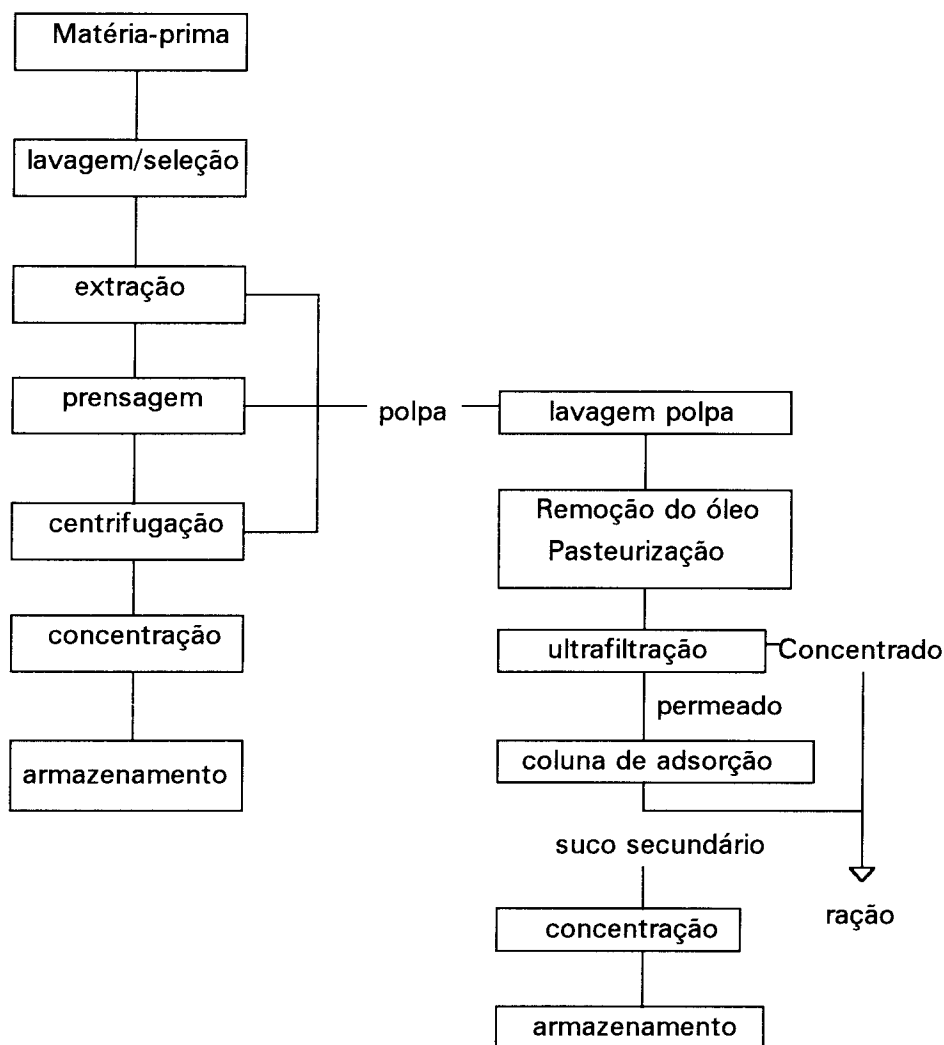 Matéria-prima
lavagem/seleção
extração
prensagem
centrifugação
concentração
armazenamento
polpa
lavagem polpa
Remoção do óleo
Pasteurização
ultrafiltração
Concentrado
permeado
coluna de adsorção
suco secundário
ração
concentração
armazenamento